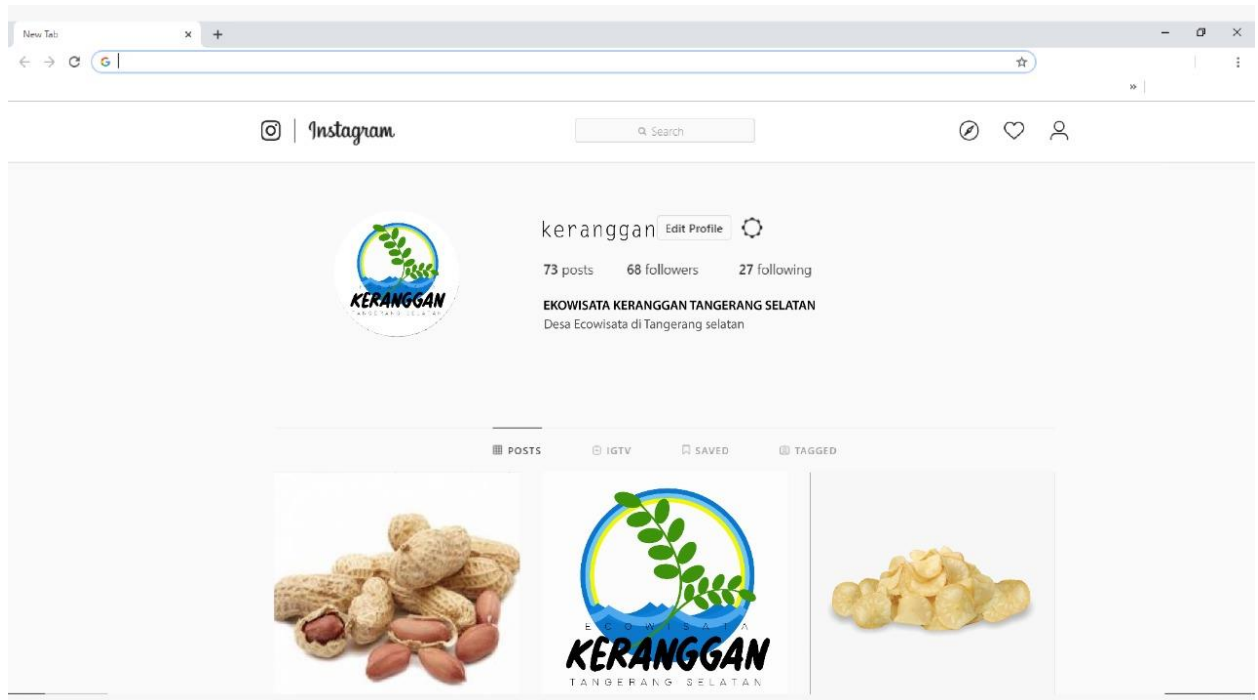 New Tab
Instagram
Search
keranggan Edit Profile
73 posts 68 followers 27 following
EKOWISATA KERANGGAN TANGERANG SELATAN
Desa Ecowisata di Tangerang selatan
KERANGGAN
TANGERANG SELATAN
POSTS IGTV SAVED TAGGED
ECOWISATA
KERANGGAN
TANGERANG SELATAN